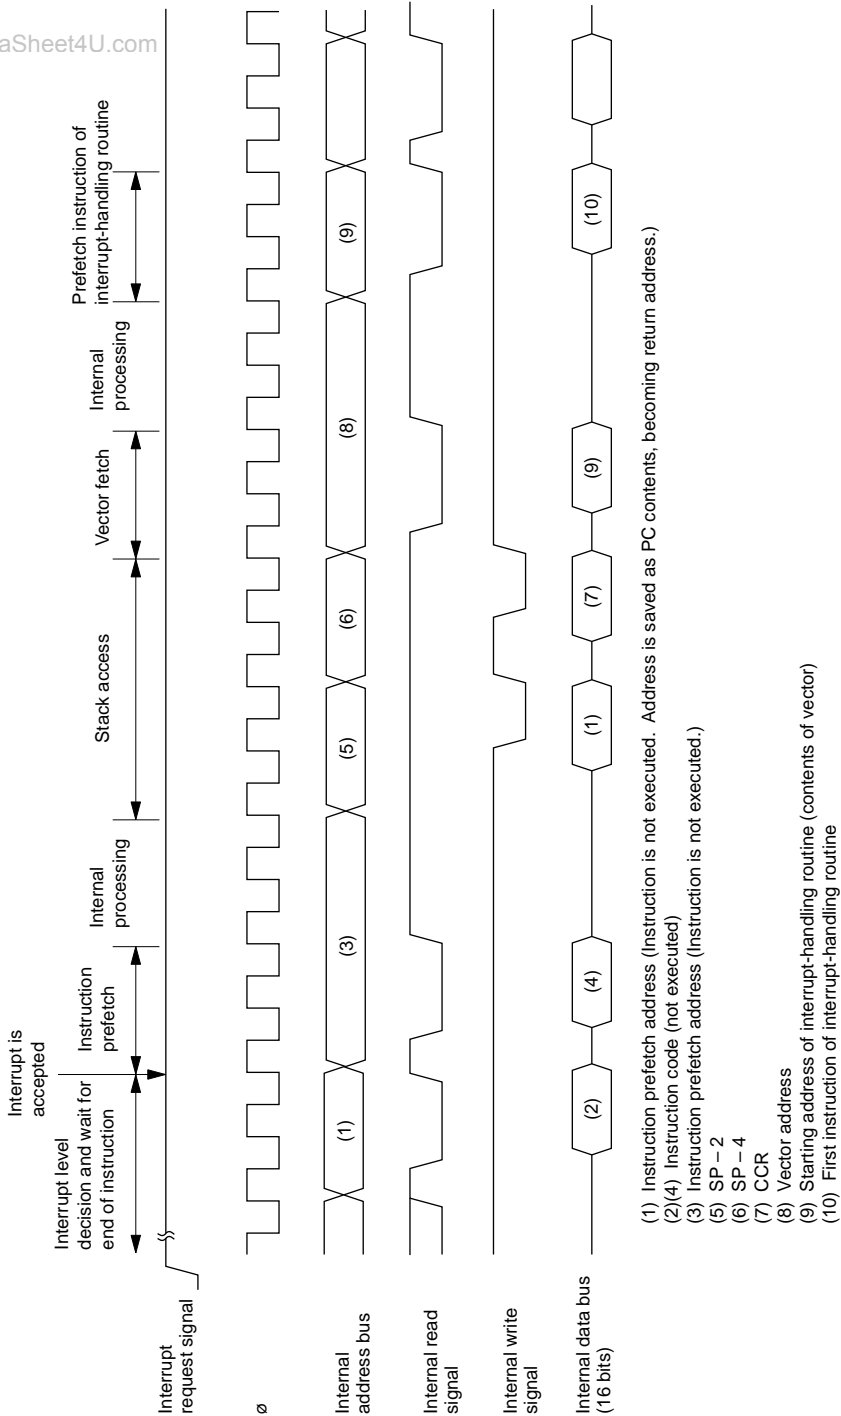 aSheet4U.com
Interrupt is
accepted
Interrupt level
decision and wait for
end of instruction
Instruction
prefetch
Internal
processing
Stack access
Vector fetch
Internal
processing
Prefetch instruction of
interrupt-handling routine
Interrupt
request signal
ø
Internal
address bus
(1)
(3)
(5)
(6)
(8)
(9)
Internal read
signal
Internal write
signal
Internal data bus
(16 bits)
(2)
(4)
(1)
(7)
(9)
(10)
(1) Instruction prefetch address (Instruction is not executed. Address is saved as PC contents, becoming return address.)
(2)(4) Instruction code (not executed)
(3) Instruction prefetch address (Instruction is not executed.)
(5) SP – 2
(6) SP – 4
(7) CCR
(8) Vector address
(9) Starting address of interrupt-handling routine (contents of vector)
(10) First instruction of interrupt-handling routine